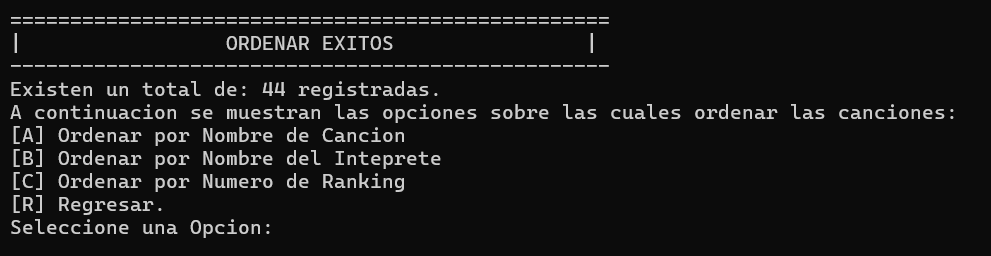 ==================================================
|                 ORDENAR EXITOS                |
--------------------------------------------------
Existen un total de: 44 registradas.
A continuacion se muestran las opciones sobre las cuales ordenar las canciones:
[A] Ordenar por Nombre de Cancion
[B] Ordenar por Nombre del Inteprete
[C] Ordenar por Numero de Ranking
[R] Regresar.
Seleccione una Opcion: